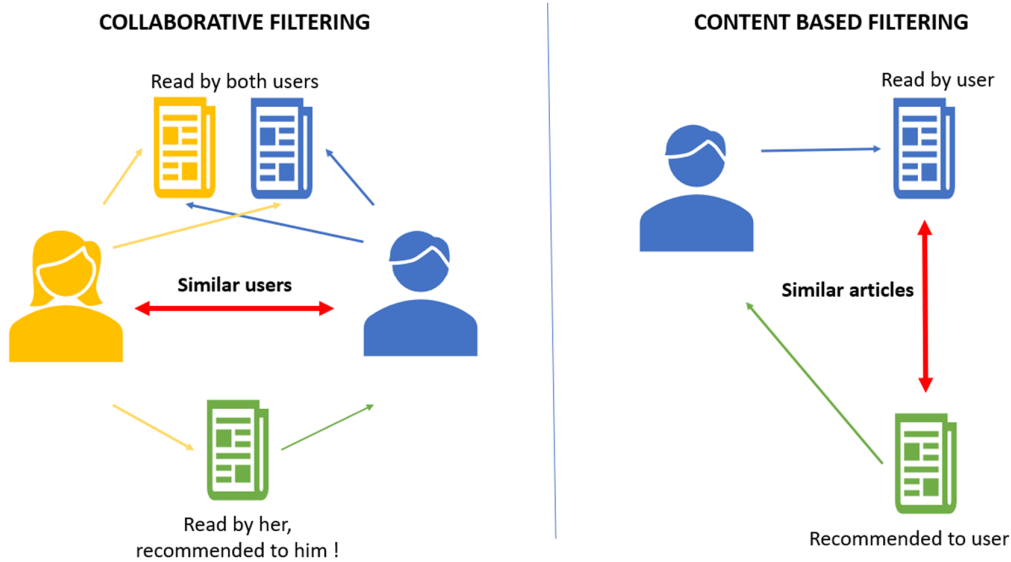 COLLABORATIVE FILTERING
Read by both users
Similar users
Read by her,
recommended to him !
CONTENT BASED FILTERING
Read by user
Similar articles
Recommended to user